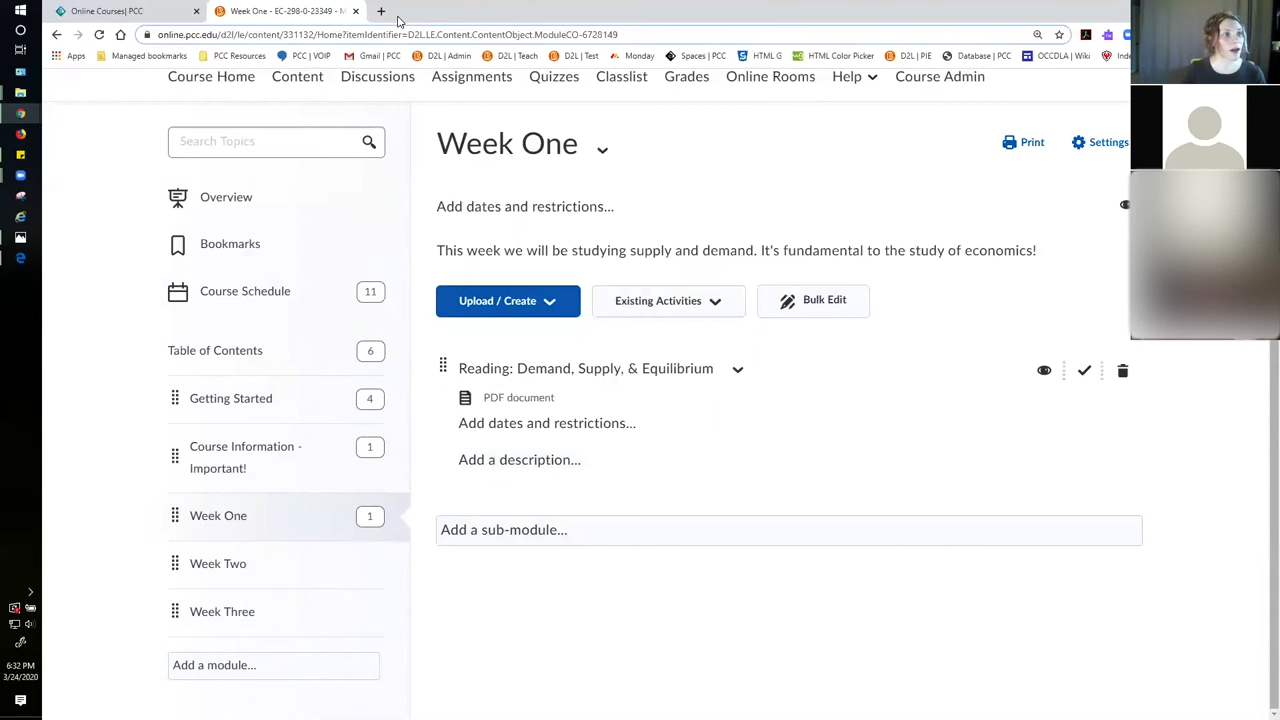 Online Courses| PCC
Week One - EC-298-0-23349 - M
online.pcc.edu/d2l/le/content/331132/Home?itemIdentifier=D2L.LE.Content.ContentObject.ModuleCO-6728149
Apps Managed bookmarks PCC Resources PCC | VOIP Gmail | PCC D2L | Admin D2L | Teach D2L | Test Monday Spaces | PCC HTML G HTML Color Picker D2L | PIE Database | PCC OCCDLA | Wiki Inde
Course Home Content Discussions Assignments Quizzes Classlist Grades Online Rooms Help Course Admin
Search Topics
Overview
Bookmarks
Course Schedule 11
Table of Contents 6
Getting Started 4
Course Information -
Important! 1
Week One 1
Week Two
Week Three
Add a module...
Week One
Print Settings
Add dates and restrictions...
This week we will be studying supply and demand. It's fundamental to the study of economics!
Upload / Create Existing Activities Bulk Edit
Reading: Demand, Supply, & Equilibrium
PDF document
Add dates and restrictions...
Add a description...
Add a sub-module...
6:32 PM
3/24/2020